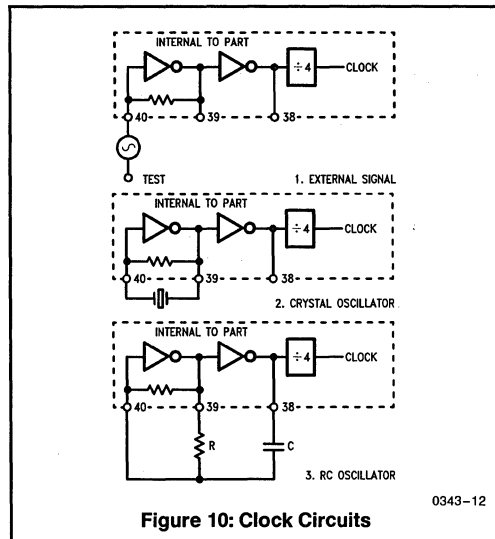 INTERNAL TO PART
÷4 CLOCK
40 39 38
TEST
1. EXTERNAL SIGNAL
INTERNAL TO PART
÷4 CLOCK
40 39 38
2. CRYSTAL OSCILLATOR
INTERNAL TO PART
÷4 CLOCK
40 39 38
R C
3. RC OSCILLATOR
0343-12
Figure 10: Clock Circuits